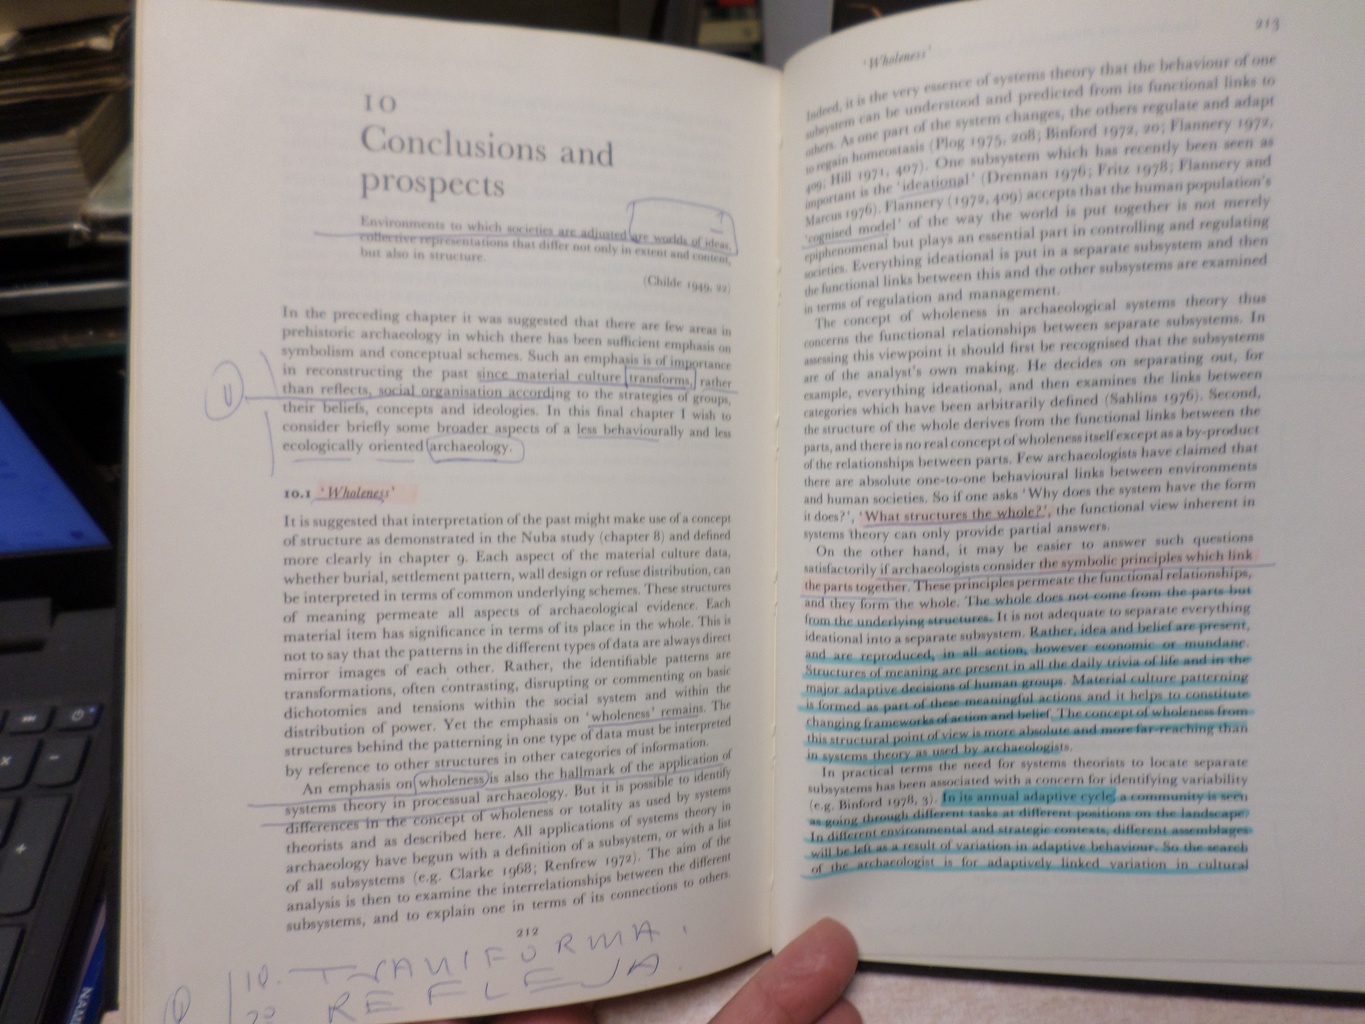 10
Conclusions and
prospects
Environments to which societies are adjusted are worlds of ideas,
collective representations that differ not only in extent and content,
but also in structure.
(Childe 1949, 22)
In the preceding chapter it was suggested that there are few areas in
prehistoric archaeology in which there has been sufficient emphasis on
symbolism and conceptual schemes. Such an emphasis is of importance
in reconstructing the past since material culture transforms, rather
than reflects, social organisation according to the strategies of groups,
their beliefs, concepts and ideologies. In this final chapter I wish to
consider briefly some broader aspects of a less behaviourally and less
ecologically oriented archaeology.
10.1 'Wholeness'
It is suggested that interpretation of the past might make use of a concept
of structure as demonstrated in the Nuba study (chapter 8) and defined
more clearly in chapter 9. Each aspect of the material culture data,
whether burial, settlement pattern, wall design or refuse distribution, can
be interpreted in terms of common underlying schemes. These structures
of meaning permeate all aspects of archaeological evidence. Each
material item has significance in terms of its place in the whole. This is
not to say that the patterns in the different types of data are always direct
mirror images of each other. Rather, the identifiable patterns are
transformations, often contrasting, disrupting or commenting on basic
dichotomies and tensions within the social system and within the
distribution of power. Yet the emphasis on 'wholeness' remains. The
structures behind the patterning in one type of data must be interpreted
by reference to other structures in other categories of information.
An emphasis on wholeness is also the hallmark of the application of
systems theory in processual archaeology. But it is possible to identify
differences in the concept of wholeness or totality as used by systems
theorists and as described here. All applications of systems theory in
archaeology have begun with a definition of a subsystem, or with a list
of all subsystems (e.g. Clarke 1968; Renfrew 1972). The aim of the
analysis is then to examine the interrelationships between the different
subsystems, and to explain one in terms of its connections to others.
212
10. TRANSFORMA.
20 REFLEJA
NAM
213
'Wholeness'
Indeed, it is the very essence of systems theory that the behaviour of one
subsystem can be understood and predicted from its functional links to
others. As one part of the system changes, the others regulate and adapt
to regain homeostasis (Plog 1975, 208; Binford 1972, 20; Flannery 1972,
409; Hill 1971, 407). One subsystem which has recently been seen as
important is the 'ideational' (Drennan 1976; Fritz 1978; Flannery and
Marcus 1976). Flannery (1972, 409) accepts that the human population's
'cognised model' of the way the world is put together is not merely
epiphenomenal but plays an essential part in controlling and regulating
societies. Everything ideational is put in a separate subsystem and then
the functional links between this and the other subsystems are examined
in terms of regulation and management.
The concept of wholeness in archaeological systems theory thus
concerns the functional relationships between separate subsystems. In
assessing this viewpoint it should first be recognised that the subsystems
are of the analyst's own making. He decides on separating out, for
example, everything ideational, and then examines the links between
categories which have been arbitrarily defined (Sahlins 1976). Second,
the structure of the whole derives from the functional links between the
parts, and there is no real concept of wholeness itself except as a by-product
of the relationships between parts. Few archaeologists have claimed that
there are absolute one-to-one behavioural links between environments
and human societies. So if one asks 'Why does the system have the form
it does?', 'What structures the whole?', the functional view inherent in
systems theory can only provide partial answers.
On the other hand, it may be easier to answer such questions
satisfactorily if archaeologists consider the symbolic principles which link
the parts together. These principles permeate the functional relationships,
and they form the whole. The whole does not come from the parts but
from the underlying structures. It is not adequate to separate everything
ideational into a separate subsystem. Rather, idea and belief are present,
and are reproduced, in all action, however economic or mundane.
Structures of meaning are present in all the daily trivia of life and in the
major adaptive decisions of human groups. Material culture patterning
is formed as part of these meaningful actions and it helps to constitute
changing frameworks of action and belief. The concept of wholeness from
this structural point of view is more absolute and more far-reaching than
in systems theory as used by archaeologists.
In practical terms the need for systems theorists to locate separate
subsystems has been associated with a concern for identifying variability
(e.g. Binford 1978, 3). In its annual adaptive cycle, a community is seen
as going through different tasks at different positions on the landscape.
In different environmental and strategic contexts, different assemblages
will be left as a result of variation in adaptive behaviour. So the search
of the archaeologist is for adaptively linked variation in cultural